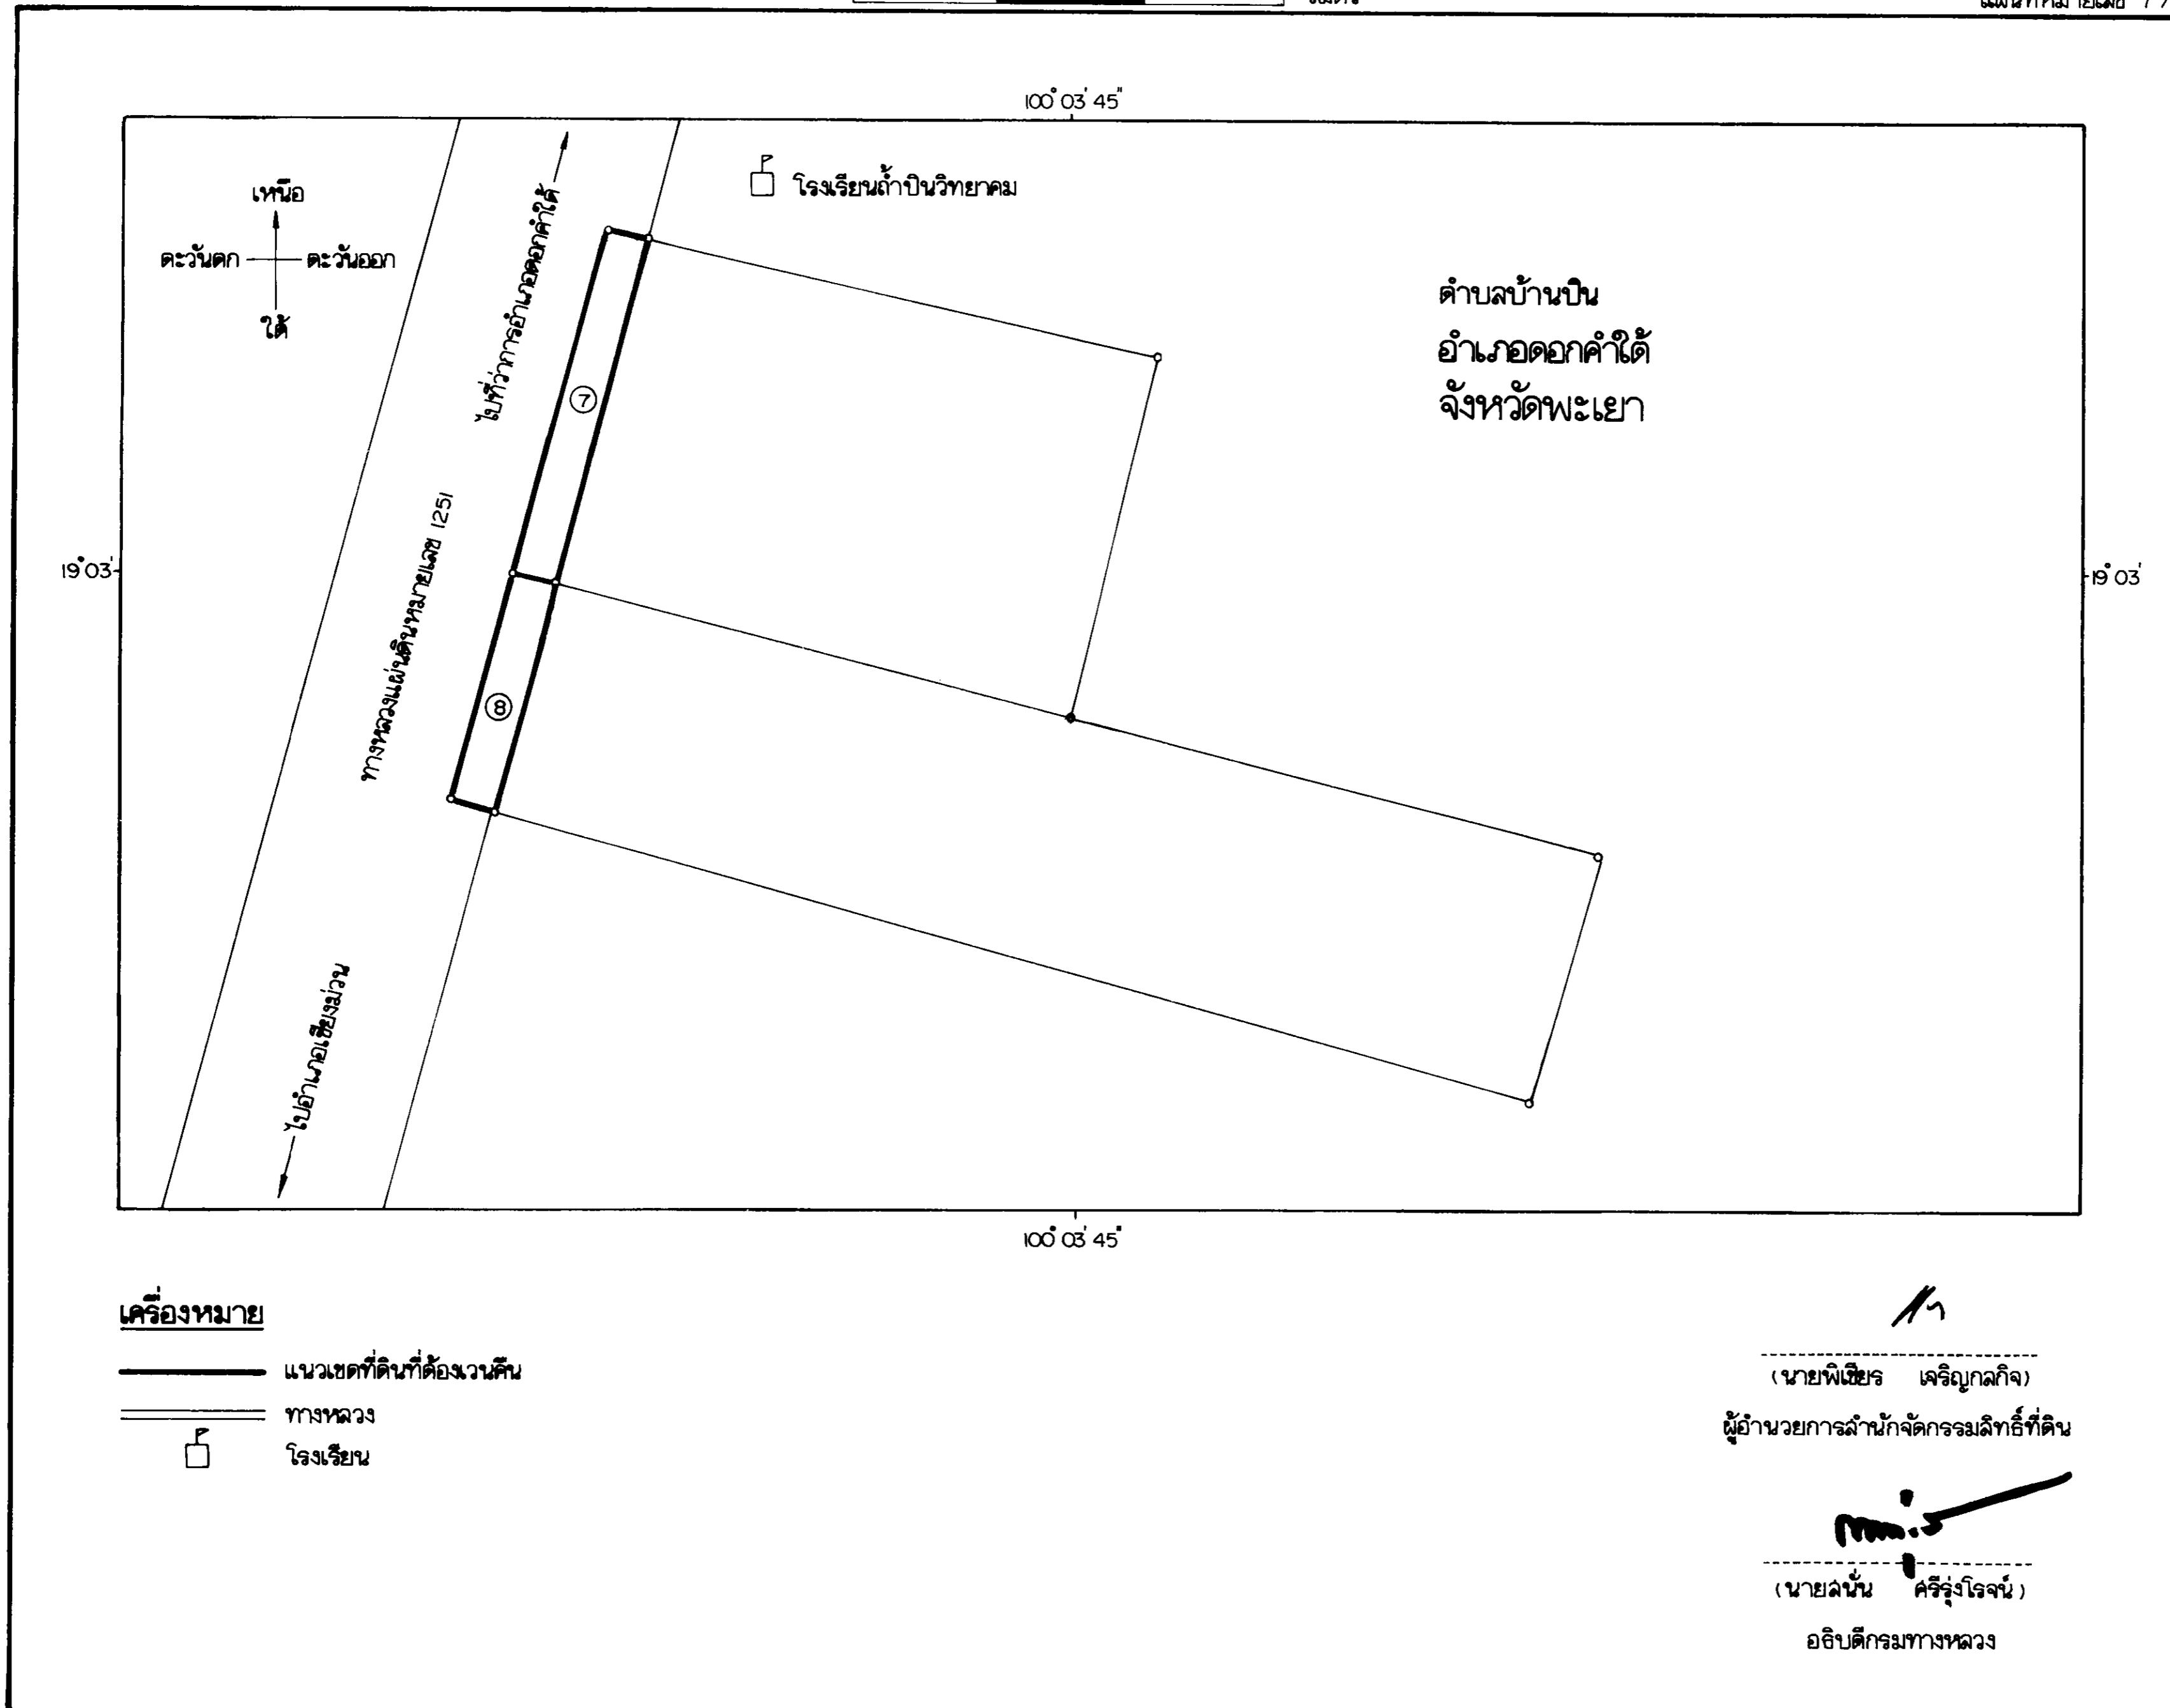 100° 03' 45"
โรงเรียนถ้ำปินวิทยาคม
เหนือ
ตะวันตก
ตะวันออก
ใต้
ไปที่ว่าการอำเภอดอกคำใต้
ตำบลบ้านปิน
อำเภอดอกคำใต้
จังหวัดพะเยา
7
ทางหลวงแผ่นดินหมายเลข 1251
19° 03'
19° 03'
8
ไปอำเภอเชียงม่วน
100° 03' 45"
เครื่องหมาย
แนวเขตที่ดินที่ต้องเวนคืน
ทางหลวง
โรงเรียน
(นายพิเชียร เจริญกลกิจ)
ผู้อำนวยการสำนักจัดกรรมสิทธิ์ที่ดิน
(นายสนั่น ศรีรุ่งโรจน์)
อธิบดีกรมทางหลวง